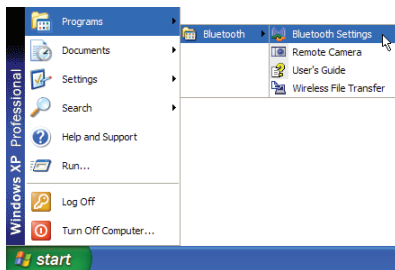 Programs
Documents
Settings
Search
Help and Support
Run...
Log Off
Turn Off Computer...
Windows XP Professional
start
Bluetooth
Bluetooth Settings
Remote Camera
User's Guide
Wireless File Transfer